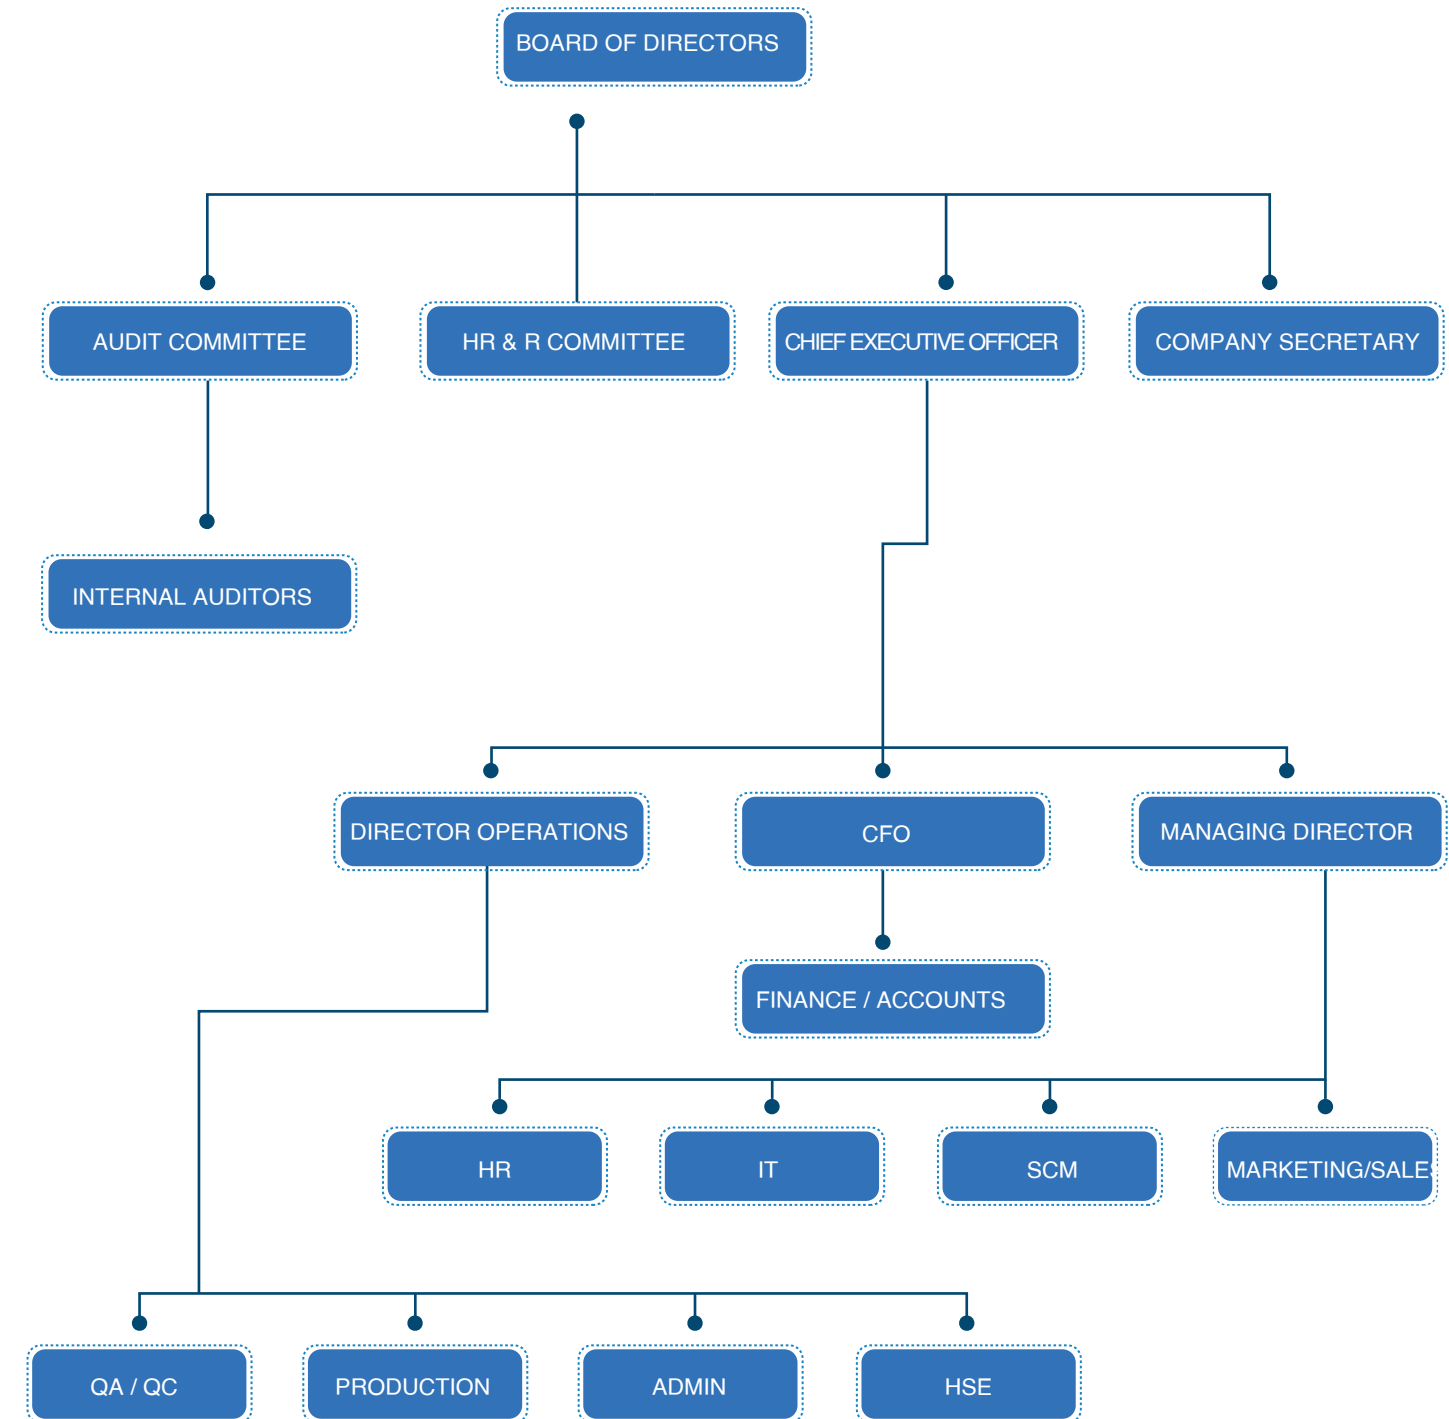 BOARD OF DIRECTORS
AUDIT COMMITTEE
HR & R COMMITTEE
CHIEF EXECUTIVE OFFICER
COMPANY SECRETARY
INTERNAL AUDITORS
DIRECTOR OPERATIONS
CFO
MANAGING DIRECTOR
FINANCE / ACCOUNTS
HR
IT
SCM
MARKETING/SALES
QA / QC
PRODUCTION
ADMIN
HSE